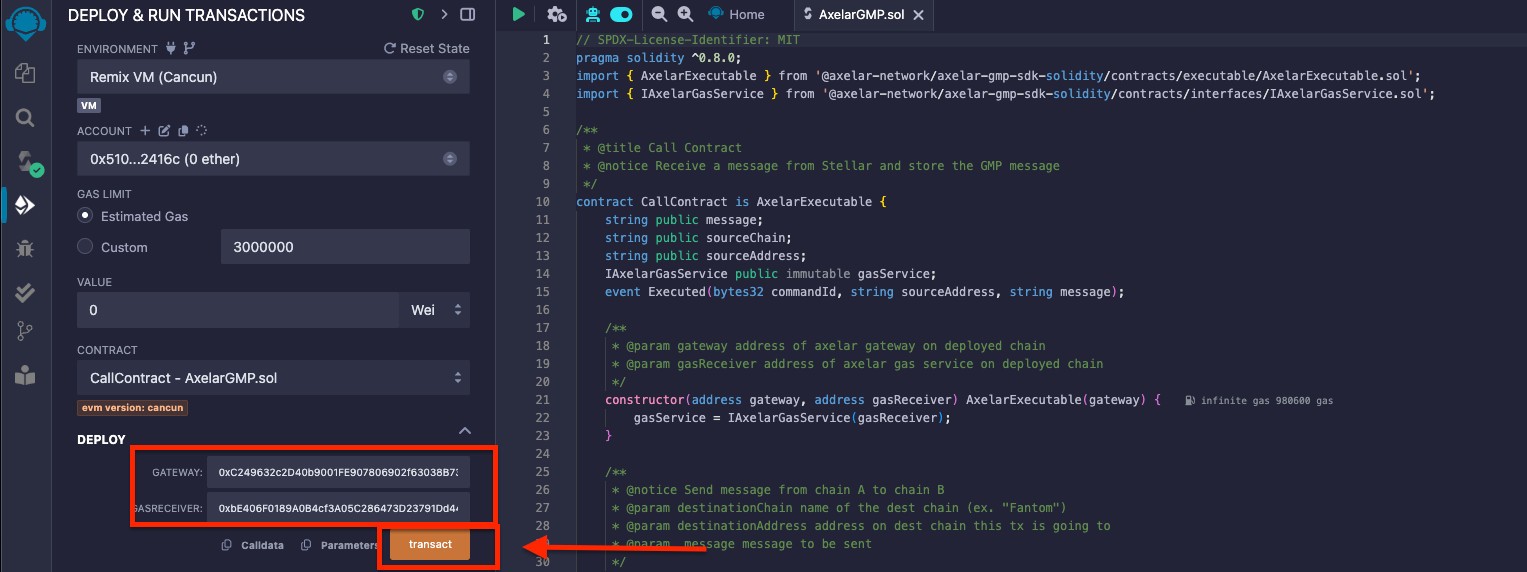 DEPLOY & RUN TRANSACTIONS
ENVIRONMENT
Reset State
Remix VM (Cancun)
VM
ACCOUNT
0x510...2416c (0 ether)
GAS LIMIT
Estimated Gas
Custom
3000000
VALUE
0
Wei
CONTRACT
CallContract - AxelarGMP.sol
evm version: cancun
DEPLOY
GATEWAY:
0xC249632c2D40b9001FE907806902f63038B73
GASRECEIVER:
0xbE406F0189A0B4cf3A05C286473D23791Dd44
Calldata
Parameters
transact
Home
AxelarGMP.sol
1 // SPDX-License-Identifier: MIT
2 pragma solidity ^0.8.0;
3 import { AxelarExecutable } from '@axelar-network/axelar-gmp-sdk-solidity/contracts/executable/AxelarExecutable.sol';
4 import { IAxelarGasService } from '@axelar-network/axelar-gmp-sdk-solidity/contracts/interfaces/IAxelarGasService.sol';
5
6 /**
7 * @title Call Contract
8 * @notice Receive a message from Stellar and store the GMP message
9 */
10 contract CallContract is AxelarExecutable {
11 string public message;
12 string public sourceChain;
13 string public sourceAddress;
14 IAxelarGasService public immutable gasService;
15 event Executed(bytes32 commandId, string sourceAddress, string message);
16
17 /**
18 * @param gateway address of axelar gateway on deployed chain
19 * @param gasReceiver address of axelar gas service on deployed chain
20 */
21 constructor(address gateway, address gasReceiver) AxelarExecutable(gateway) { infinite gas 980600 gas
22 gasService = IAxelarGasService(gasReceiver);
23 }
24
25 /**
26 * @notice Send message from chain A to chain B
27 * @param destinationChain name of the dest chain (ex. "Fantom")
28 * @param destinationAddress address on dest chain this tx is going to
* @param _message message to be sent
30 */